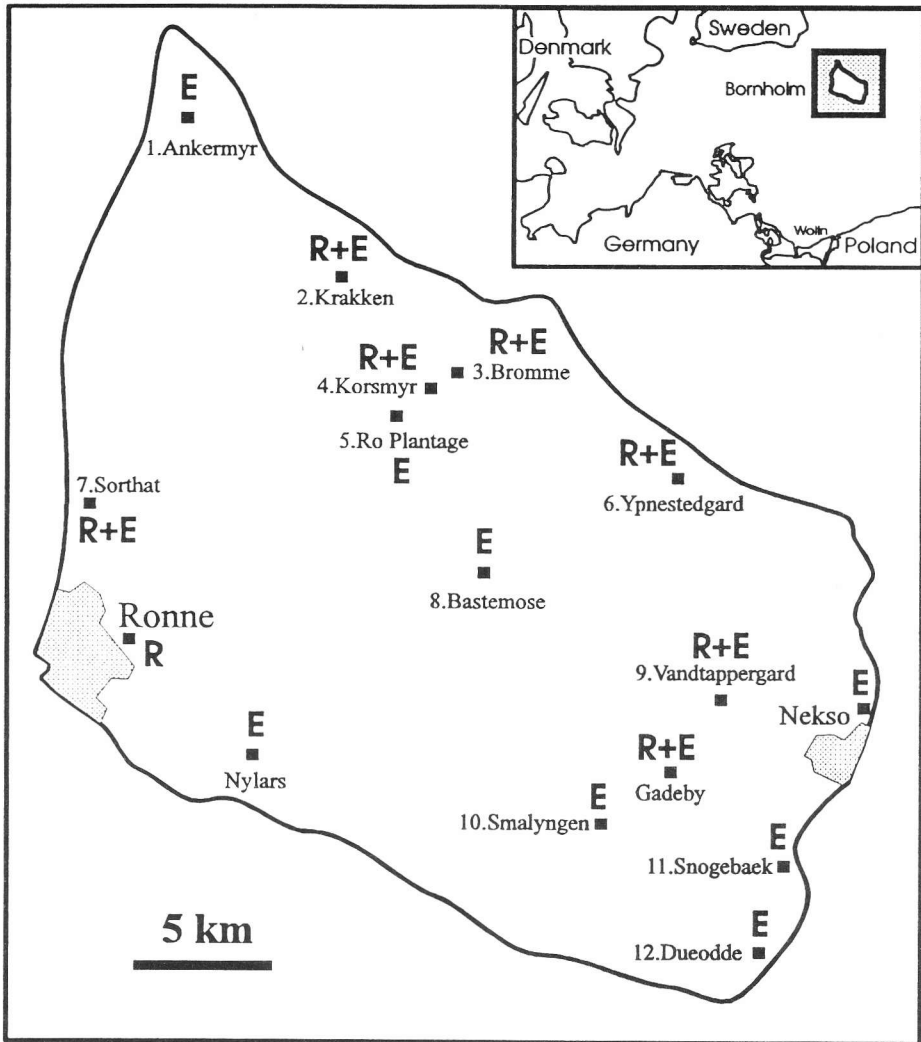 Sweden
Denmark
Bornholm
Wolin
Germany
Poland
E
1.Ankermyr
R+E
2.Krakken
R+E
3.Bromme
R+E
4.Korsmyr
5.Ro Plantage
E
R+E
6.Ypnestedgard
7.Sorthat
R+E
E
8.Bastemose
Ronne
R
R+E
9.Vandtappergard
E
Nekso
E
Nylars
R+E
Gadeby
E
10.Smalyngen
E
11.Snogebaek
E
12.Dueodde
5 km